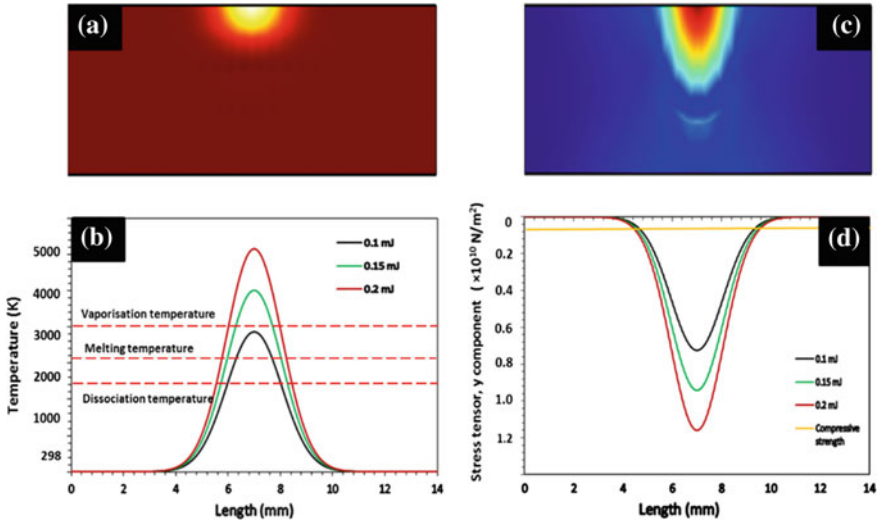 (a)
(c)
(b)
5000
4000
3000
2000
1000
298
Temperature (K)
0.1 mJ
0.15 mJ
0.2 mJ
Vaporisation temperature
Melting temperature
Dissociation temperature
0 2 4 6 8 10 12 14
Length (mm)
(d)
0
0.2
0.4
0.6
0.8
1.0
1.2
Stress tensor, y component ( ×10¹⁰ N/m²)
0.1 mJ
0.15 mJ
0.2 mJ
Compressive
strength
0 2 4 6 8 10 12 14
Length (mm)